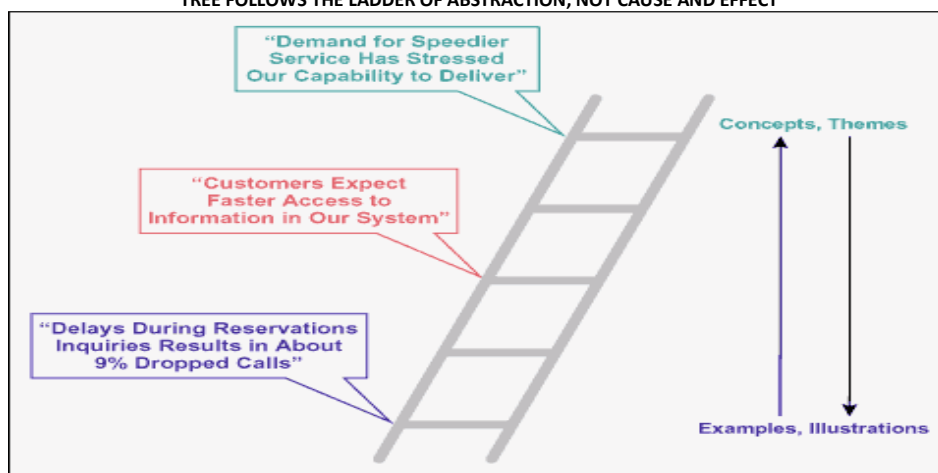 TREE FOLLOWS THE LADDER OF ABSTRACTION, NOT CAUSE AND EFFECT
“Demand for Speedier
Service Has Stressed
Our Capability to Deliver”
Concepts, Themes
“Customers Expect
Faster Access to
Information in Our System”
“Delays During Reservations
Inquiries Results in About
9% Dropped Calls”
Examples, Illustrations